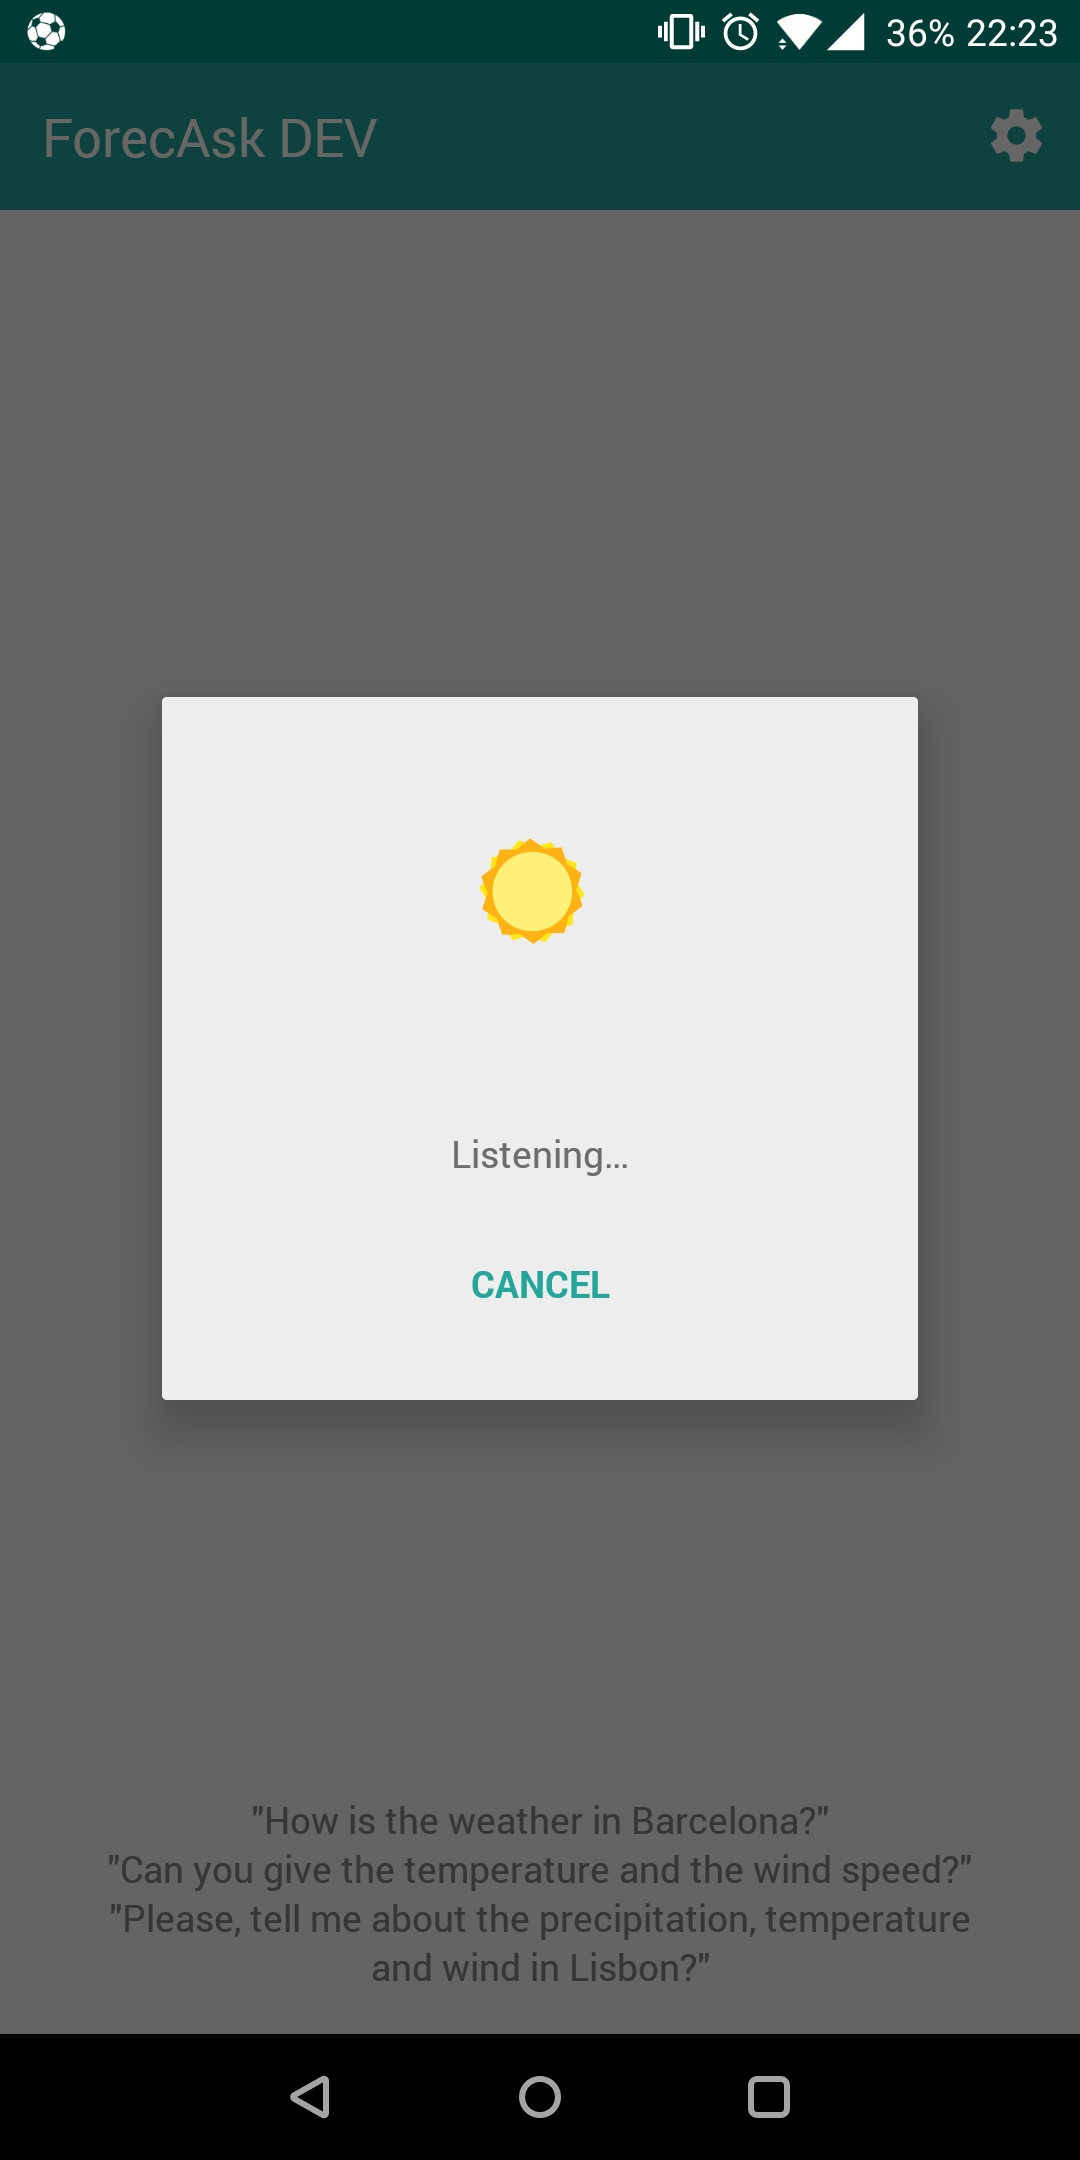 36% 22:23
ForecAsk DEV
Listening...
CANCEL
"How is the weather in Barcelona?"
"Can you give the temperature and the wind speed?"
"Please, tell me about the precipitation, temperature
and wind in Lisbon?"